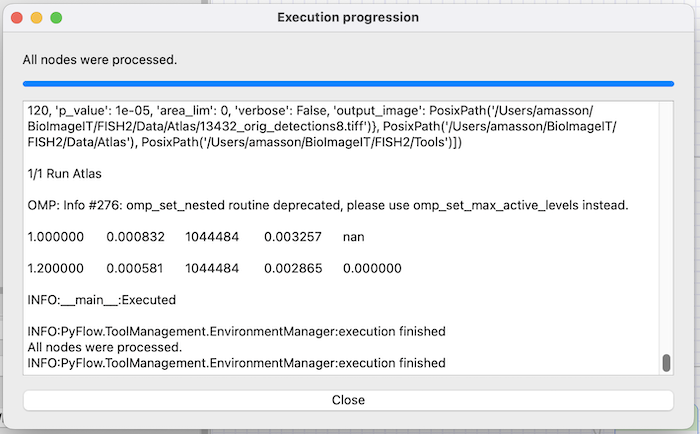 Execution progression
All nodes were processed.
120, 'p_value': 1e-05, 'area_lim': 0, 'verbose': False, 'output_image': PosixPath('/Users/amasson/
BioImageIT/FISH2/Data/Atlas/13432_orig_detections8.tiff')}, PosixPath('/Users/amasson/BioImageIT/
FISH2/Data/Atlas'), PosixPath('/Users/amasson/BioImageIT/FISH2/Tools')])
1/1 Run Atlas
OMP: Info #276: omp_set_nested routine deprecated, please use omp_set_max_active_levels instead.
1.000000 0.000832 1044484 0.003257 nan
1.200000 0.000581 1044484 0.002865 0.000000
INFO:__main__:Executed
INFO:PyFlow.ToolManagement.EnvironmentManager:execution finished
All nodes were processed.
INFO:PyFlow.ToolManagement.EnvironmentManager:execution finished
Close